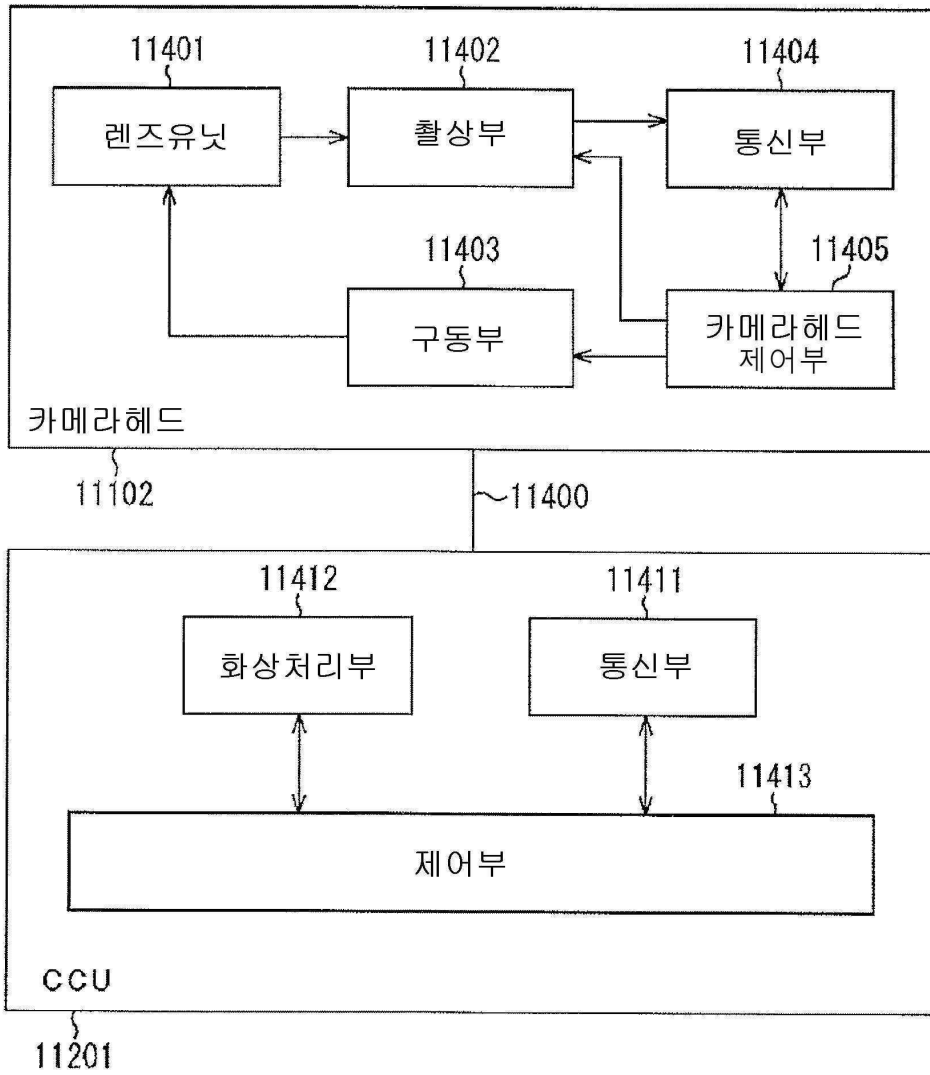 11401
11402
11404
렌즈유닛
촬상부
통신부
11403
11405
구동부
카메라헤드
제어부
카메라헤드
11102
11400
11412
11411
화상처리부
통신부
11413
제어부
CCU
11201